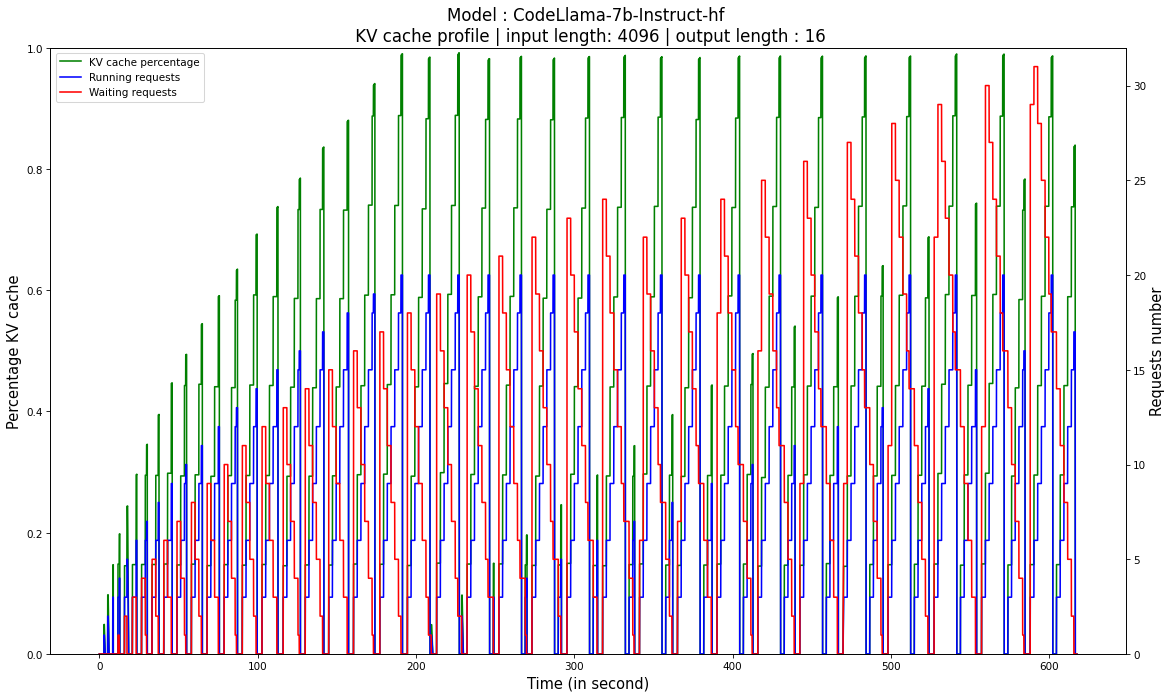 Model : CodeLlama-7b-Instruct-hf
KV cache profile | input length: 4096 | output length : 16
KV cache percentage
Running requests
Waiting requests
Percentage KV cache
1.0
0.8
0.6
0.4
0.2
0.0
0
100
200
300
400
500
600
Time (in second)
30
25
20
15
10
5
0
Requests number